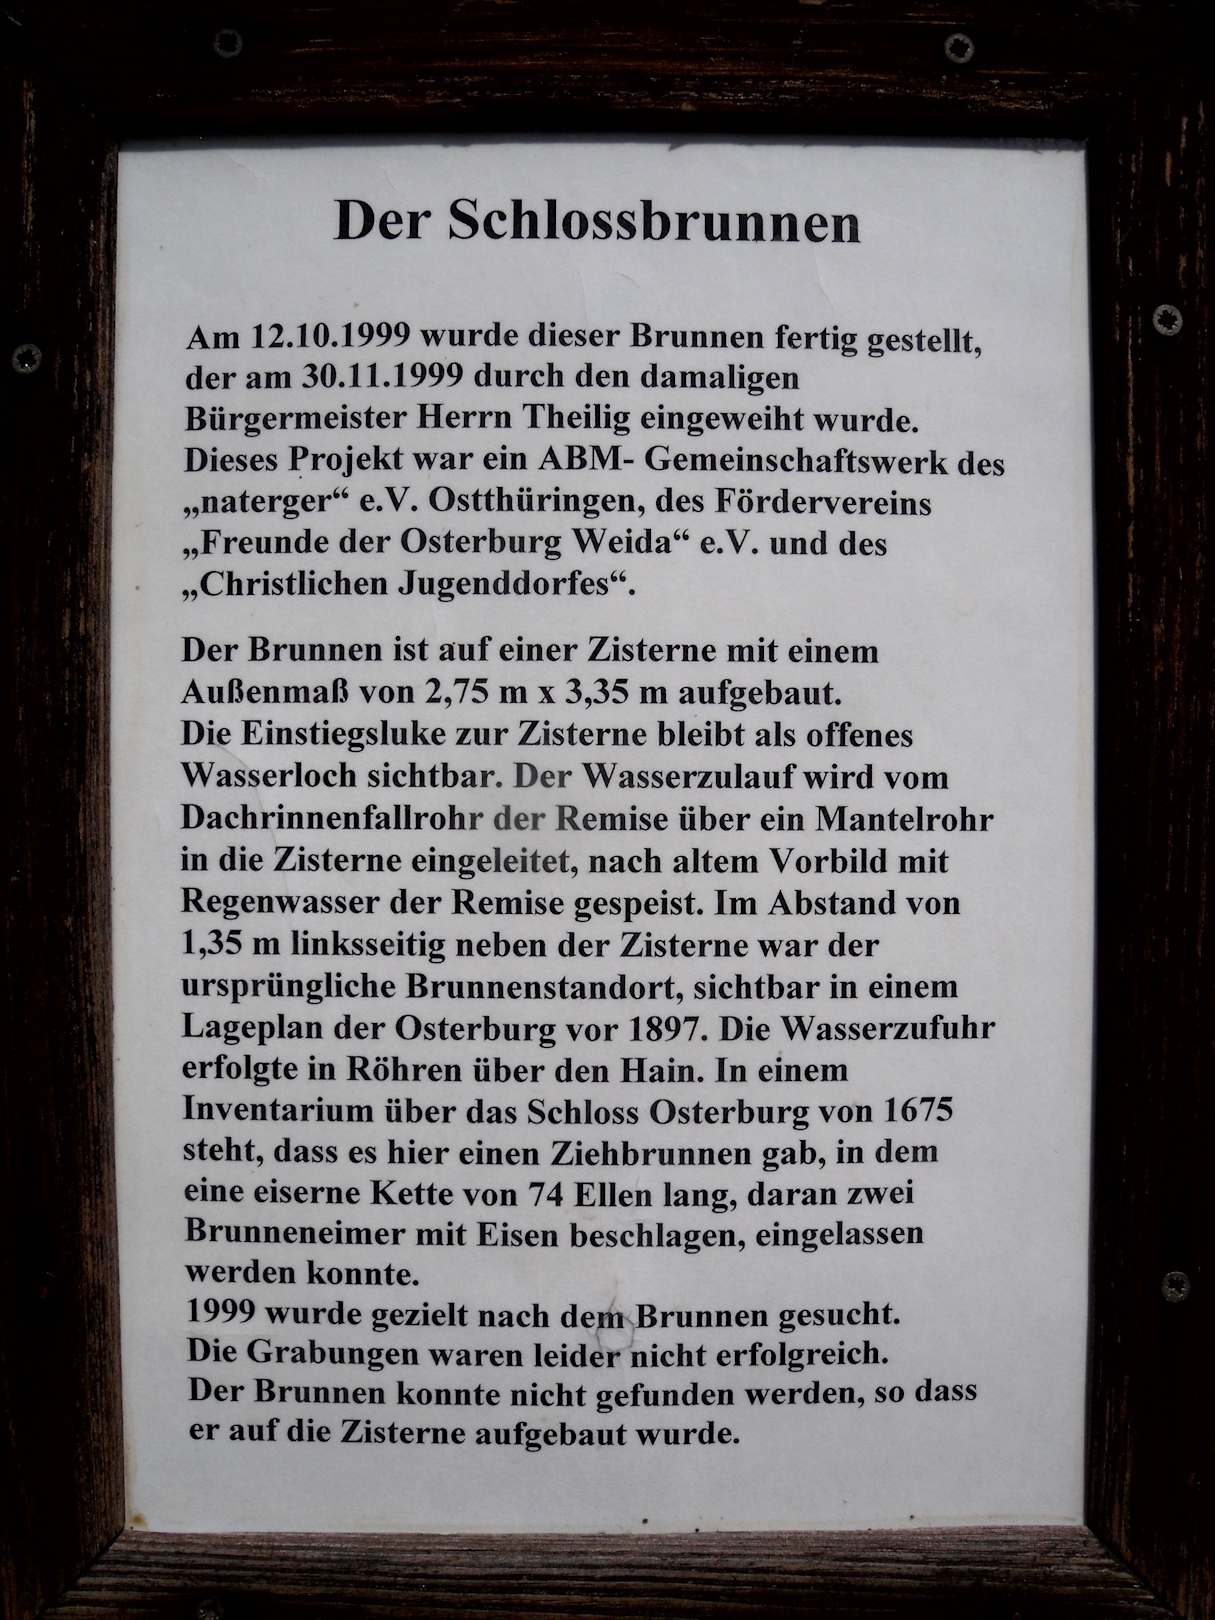 Der Schlossbrunnen
Am 12.10.1999 wurde dieser Brunnen fertig gestellt,
der am 30.11.1999 durch den damaligen
Bürgermeister Herrn Theilig eingeweiht wurde.
Dieses Projekt war ein ABM- Gemeinschaftswerk des
„naterger“ e.V. Ostthüringen, des Fördervereins
„Freunde der Osterburg Weida“ e.V. und des
„Christlichen Jugenddorfes“.
Der Brunnen ist auf einer Zisterne mit einem
Außenmaß von 2,75 m x 3,35 m aufgebaut.
Die Einstiegsluke zur Zisterne bleibt als offenes
Wasserloch sichtbar. Der Wasserzulauf wird vom
Dachrinnenfallrohr der Remise über ein Mantelrohr
in die Zisterne eingeleitet, nach altem Vorbild mit
Regenwasser der Remise gespeist. Im Abstand von
1,35 m linksseitig neben der Zisterne war der
ursprüngliche Brunnenstandort, sichtbar in einem
Lageplan der Osterburg vor 1897. Die Wasserzufuhr
erfolgte in Röhren über den Hain. In einem
Inventarium über das Schloss Osterburg von 1675
steht, dass es hier einen Ziehbrunnen gab, in dem
eine eiserne Kette von 74 Ellen lang, daran zwei
Brunneneimer mit Eisen beschlagen, eingelassen
werden konnte.
1999 wurde gezielt nach dem Brunnen gesucht.
Die Grabungen waren leider nicht erfolgreich.
Der Brunnen konnte nicht gefunden werden, so dass
er auf die Zisterne aufgebaut wurde.